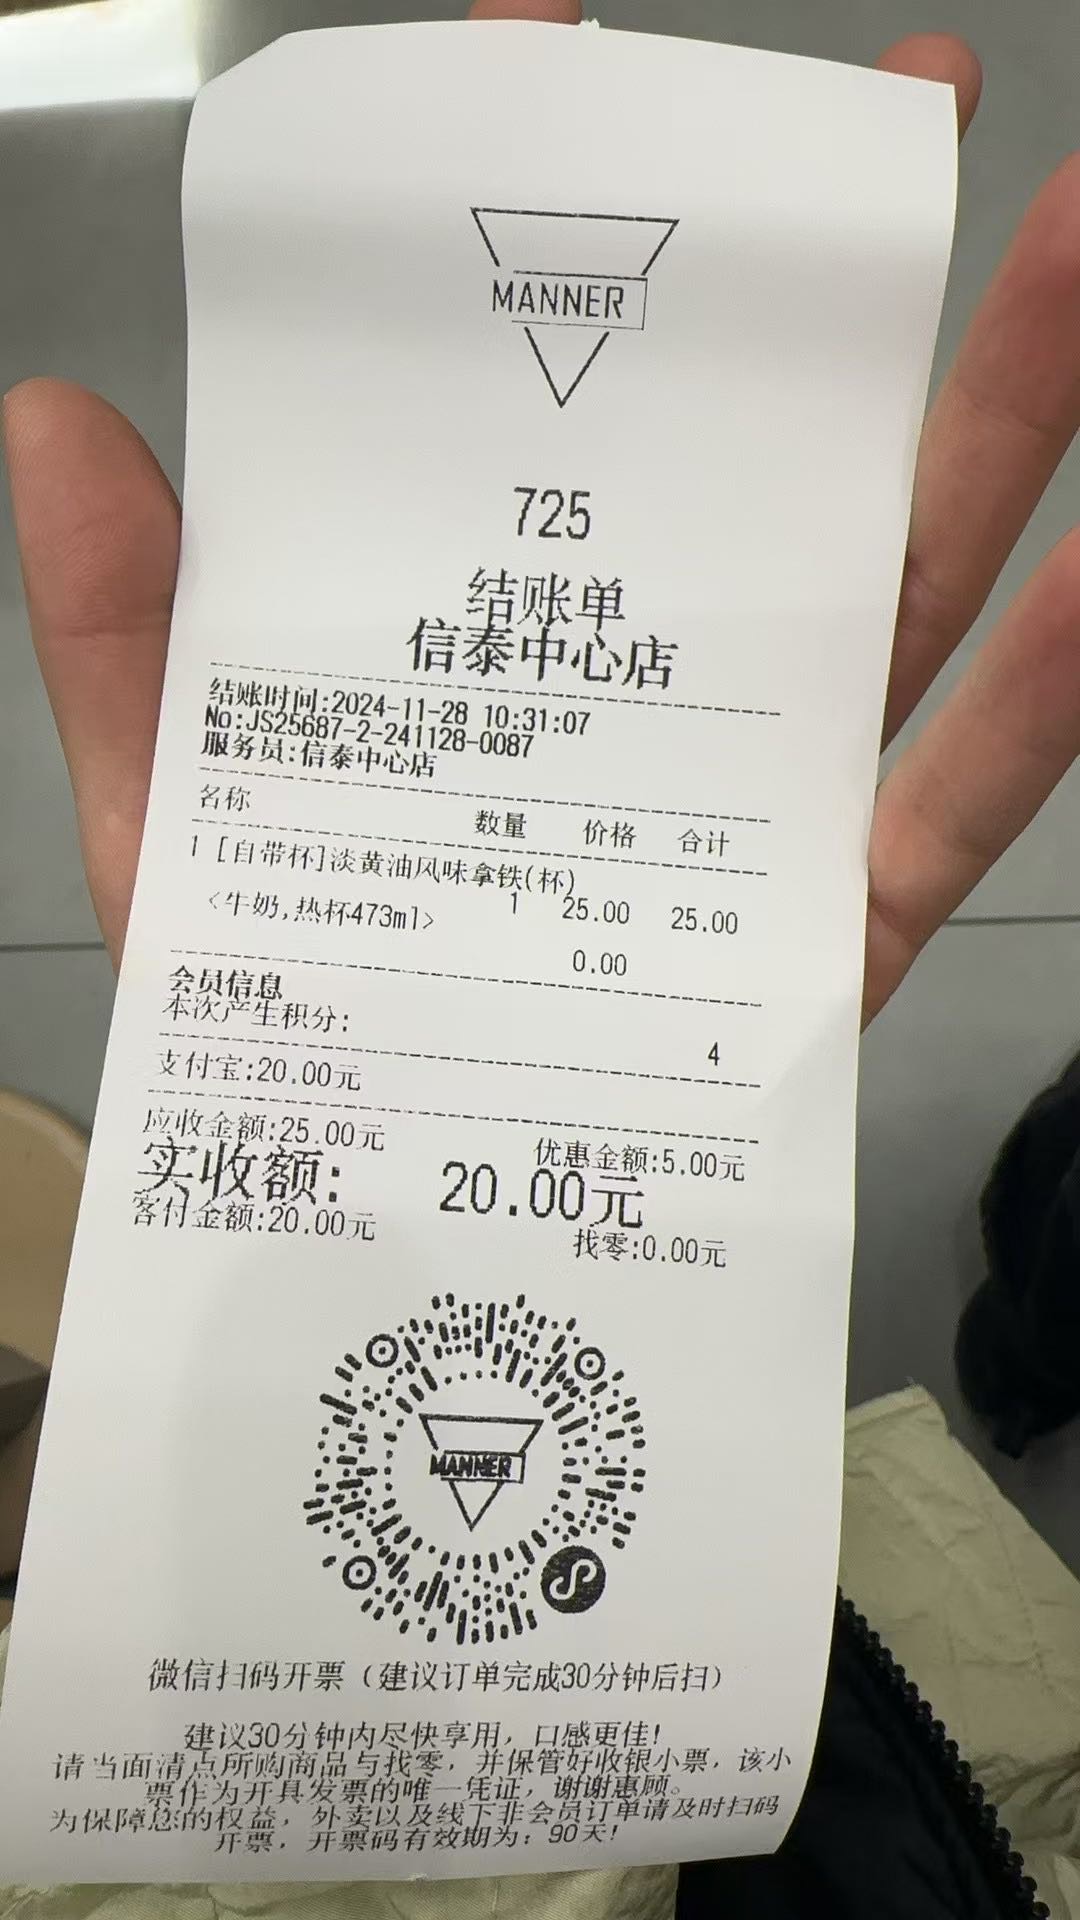 MANNER
725
结账单
信泰中心店
结账时间:2024-11-28 10:31:07
No:JS25687-2-241128-0087
服务员:信泰中心店
名称 数量 价格 合计
1 [自带杯]淡黄油风味拿铁(杯)
<牛奶,热杯473ml> 1 25.00 25.00
0.00
会员信息
本次产生积分: 4
支付宝:20.00元
应收金额:25.00元 优惠金额:5.00元
实收额: 20.00元
客付金额:20.00元 找零:0.00元
MANNER
微信扫码开票（建议订单完成30分钟后扫）
建议30分钟内尽快享用，口感更佳!
请当面清点所购商品与找零，并保管好收银小票，该小
票作为开具发票的唯一凭证，谢谢惠顾。
为保障您的权益，外卖以及线下非会员订单请及时扫码
开票，开票码有效期为：90天!